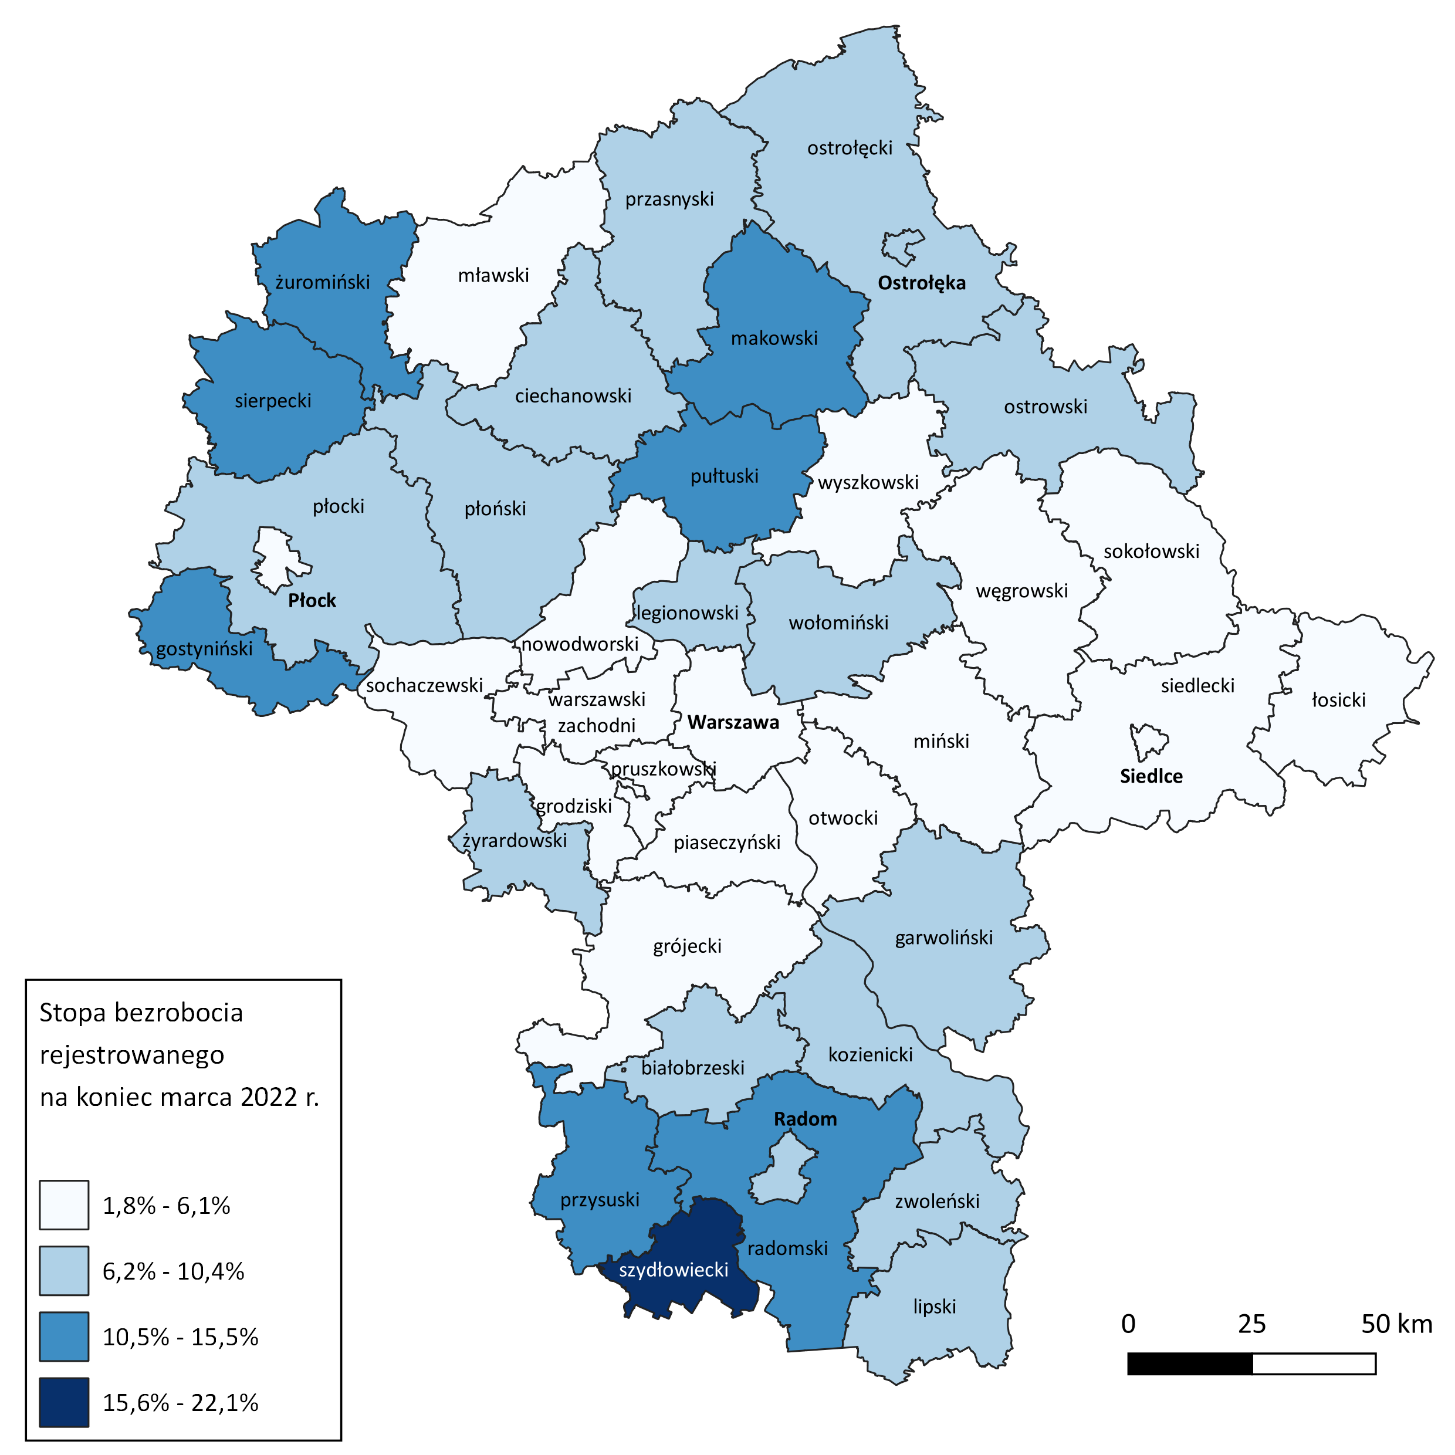 ostrołęcki
przasnyski
żuromiński
mławski
Ostrołęka
makowski
sierpecki
ciechanowski
ostrowski
pułtuski
wyszkowski
płocki
płoński
sokołowski
węgrowski
Płock
legionowski
wołomiński
gostyniński
nowodworski
sochaczewski
siedlecki
warszawski
zachodni
łosicki
Warszawa
miński
pruszkowski
Siedlce
grodziski
otwocki
żyrardowski
piaseczyński
garwoliński
grójecki
kozienicki
białobrzeski
Radom
przysuski
zwoleński
radomski
szydłowiecki
lipski
Stopa bezrobocia
rejestrowanego
na koniec marca 2022 r.
1,8% - 6,1%
6,2% - 10,4%
10,5% - 15,5%
15,6% - 22,1%
0 25 50 km